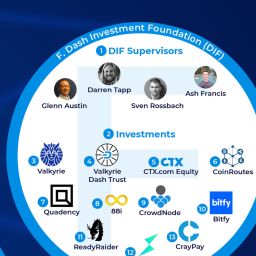 F. Dash Investment Foundation (DIF)
1 DIF Supervisors
Glenn Austin
Darren Tapp
Sven Rossbach
Ash Francis
2 Investments
3 Valkyrie
4 Valkyrie
Dash Trust
5 CTX
CTX.com Equity
6 CoinRoutes
7 Quadency
8 8Bi
9 CrowdNode
10 bitfy
Bitfy
11 ReadyRaider
12
13 CrayPay